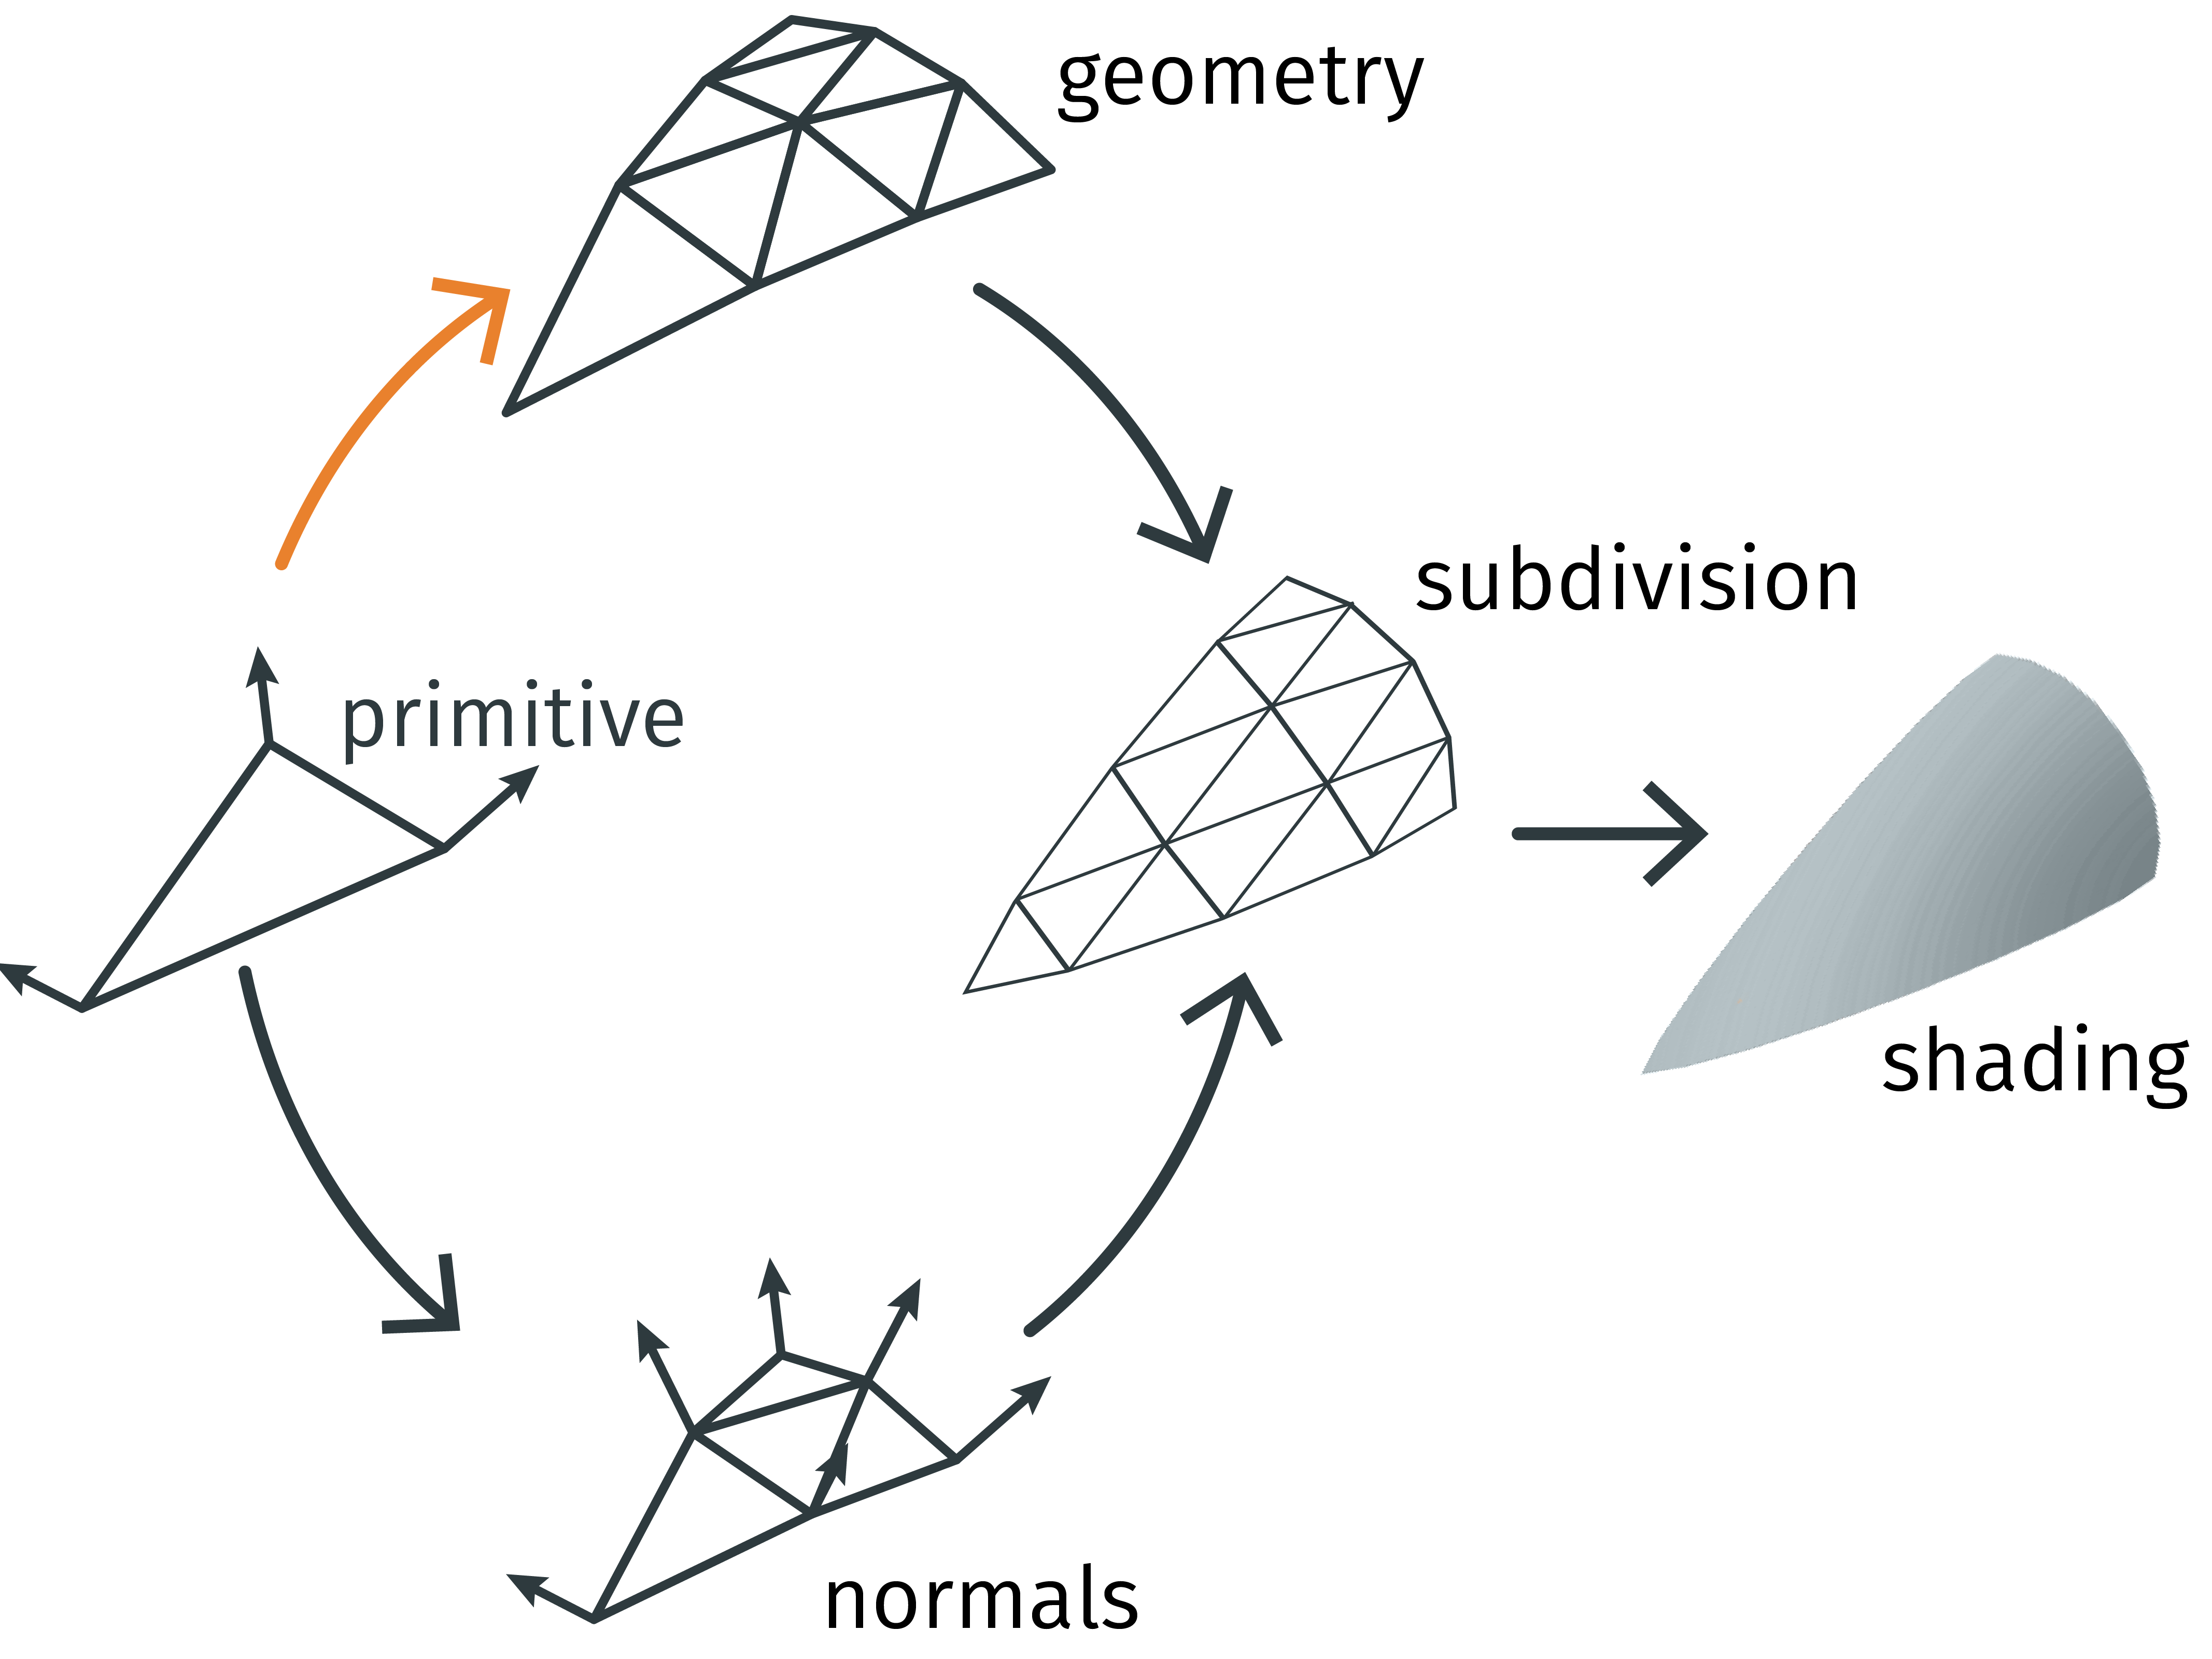 geometry
subdivision
primitive
shading
normals